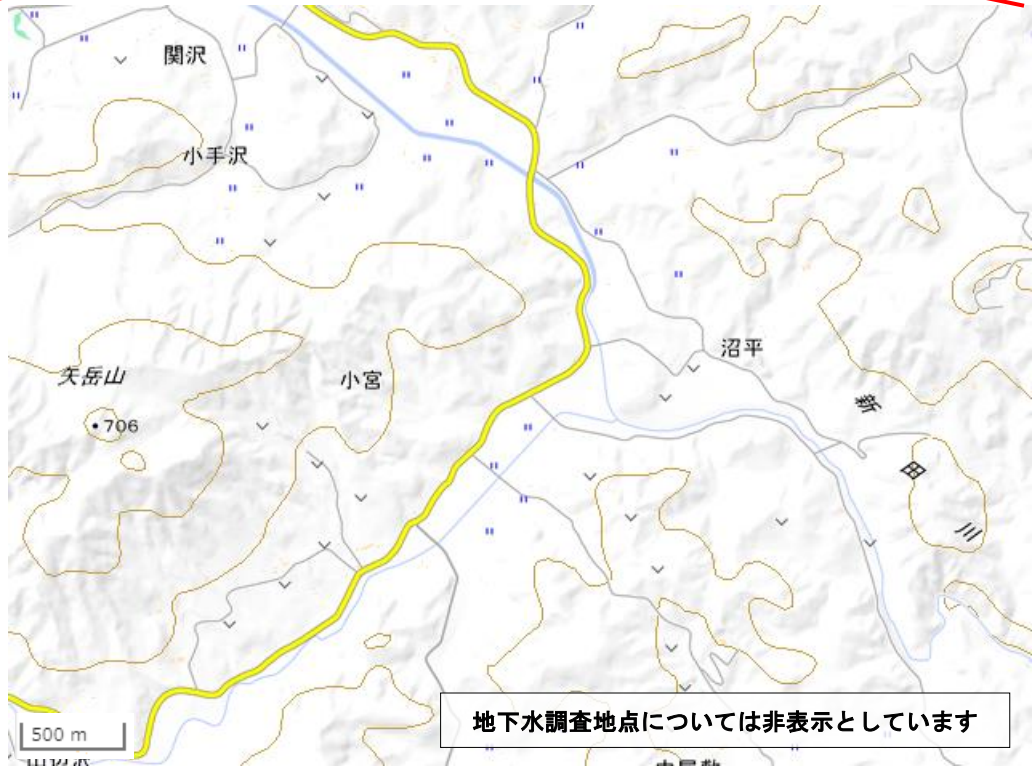 関沢
小手沢
沼平
矢岳山
小宮
706
新
川
地下水調査地点については非表示としています
500 m